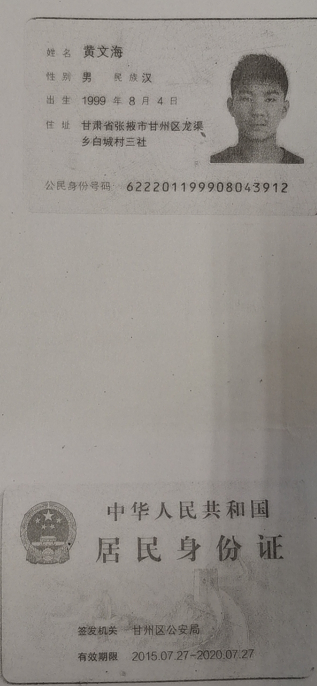 姓名 黄文海
性别 男 民族 汉
出生 1999 年 8 月 4 日
住址 甘肃省张掖市甘州区龙渠
乡白城村三社
公民身份号码 622201199908043912
中华人民共和国
居民身份证
签发机关 甘州区公安局
有效期限 2015.07.27-2020.07.27